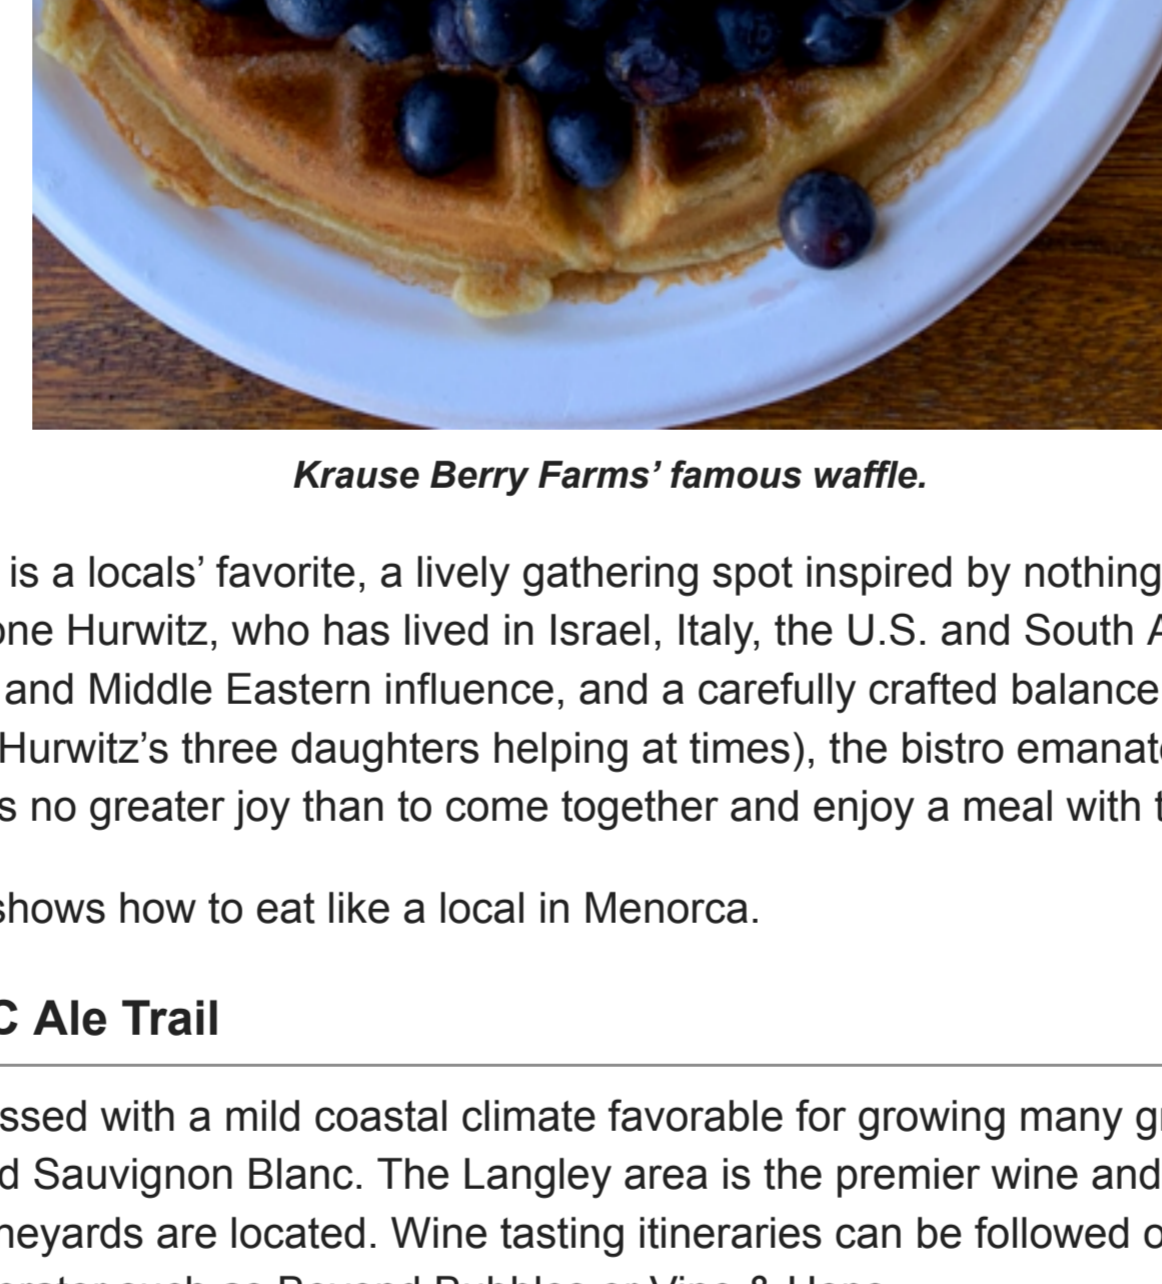 Krause Berry Farms’ famous waffle.
is a locals’ favorite, a lively gathering spot inspired by nothing
one Hurwitz, who has lived in Israel, Italy, the U.S. and South A
and Middle Eastern influence, and a carefully crafted balance
Hurwitz’s three daughters helping at times), the bistro emanat
s no greater joy than to come together and enjoy a meal with t
shows how to eat like a local in Menorca.
C Ale Trail
ssed with a mild coastal climate favorable for growing many gr
d Sauvignon Blanc. The Langley area is the premier wine and
neyards are located. Wine tasting itineraries can be followed o